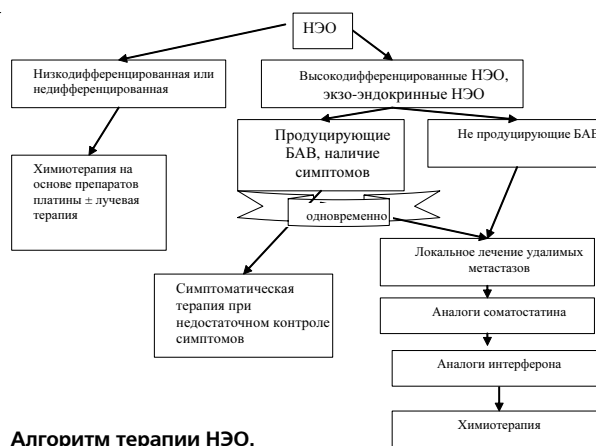 НЭО
Низкодифференцированная или
недифференцированная
Высокодифференцированные НЭО,
экзо-эндокринные НЭО
Продуцирующие
БАВ, наличие
симптомов
Не продуцирующие БАВ
Химиотерапия на
основе препаратов
платины ± лучевая
терапия
одновременно
Локальное лечение удалимых
метастазов
Симптоматическая
терапия при
недостаточном контроле
симптомов
Аналоги соматостатина
Аналоги интерферона
Химиотерапия
Алгоритм терапии НЭО.